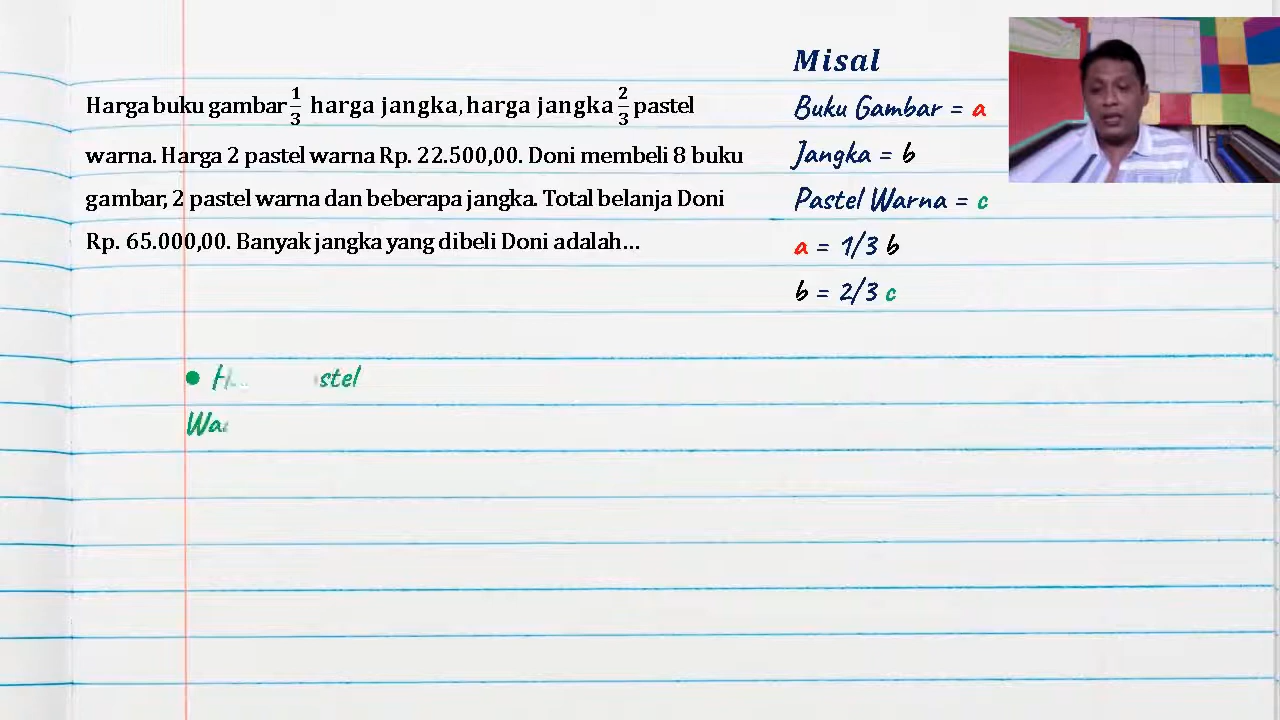 Harga buku gambar 1/3 harga jangka, harga jangka 2/3 pastel
warna. Harga 2 pastel warna Rp. 22.500,00. Doni membeli 8 buku
gambar, 2 pastel warna dan beberapa jangka. Total belanja Doni
Rp. 65.000,00. Banyak jangka yang dibeli Doni adalah...
Misal
Buku Gambar = a
Jangka = b
Pastel Warna = c
a = 1/3 b
b = 2/3 c